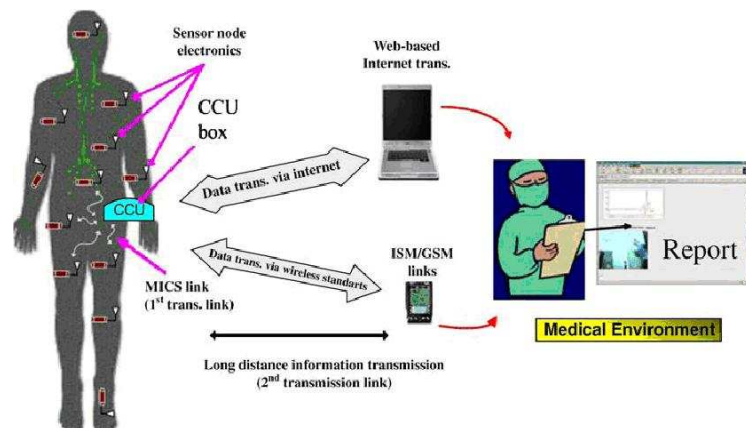 Sensor node
electronics
CCU
box
CCU
MICS link
(1st trans. link)
Web-based
Internet trans.
Data trans. via internet
Data trans. via wireless standarts
ISM/GSM
links
Long distance information transmission
(2nd transmission link)
Report
Medical Environment